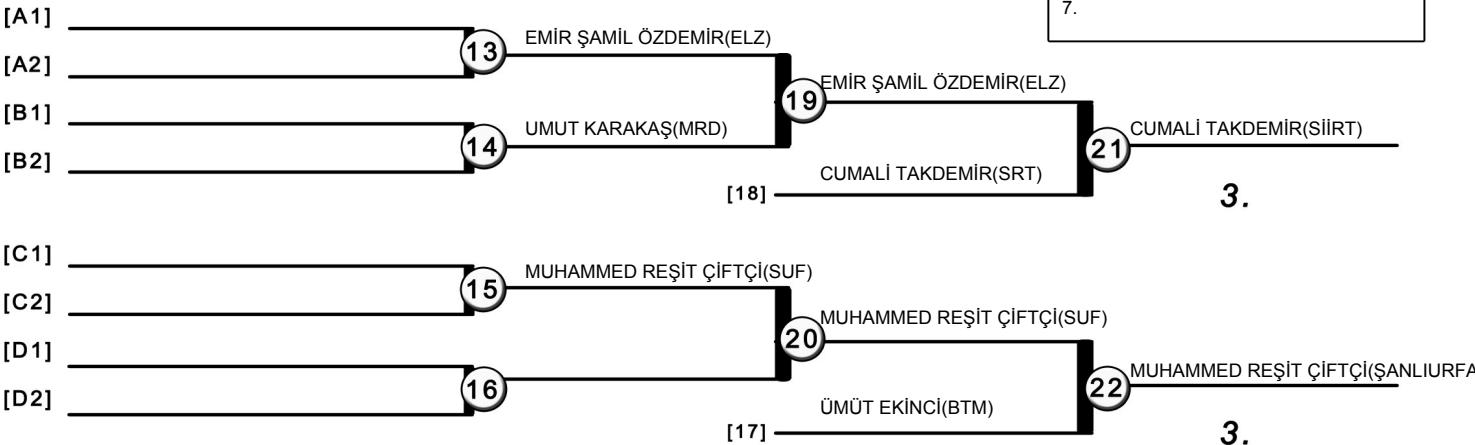 7.
[A1]
[A2]
[B1]
[B2]
13
EMİR ŞAMİL ÖZDEMİR(ELZ)
14
UMUT KARAKAŞ(MRD)
19
EMİR ŞAMİL ÖZDEMİR(ELZ)
[18]
CUMALİ TAKDEMİR(SRT)
21
CUMALİ TAKDEMİR(SİİRT)
3.
[C1]
[C2]
[D1]
[D2]
15
MUHAMMED REŞİT ÇİFTÇİ(SUF)
16
20
MUHAMMED REŞİT ÇİFTÇİ(SUF)
[17]
ÜMÜT EKİNCİ(BTM)
22
MUHAMMED REŞİT ÇİFTÇİ(ŞANLIURFA
3.